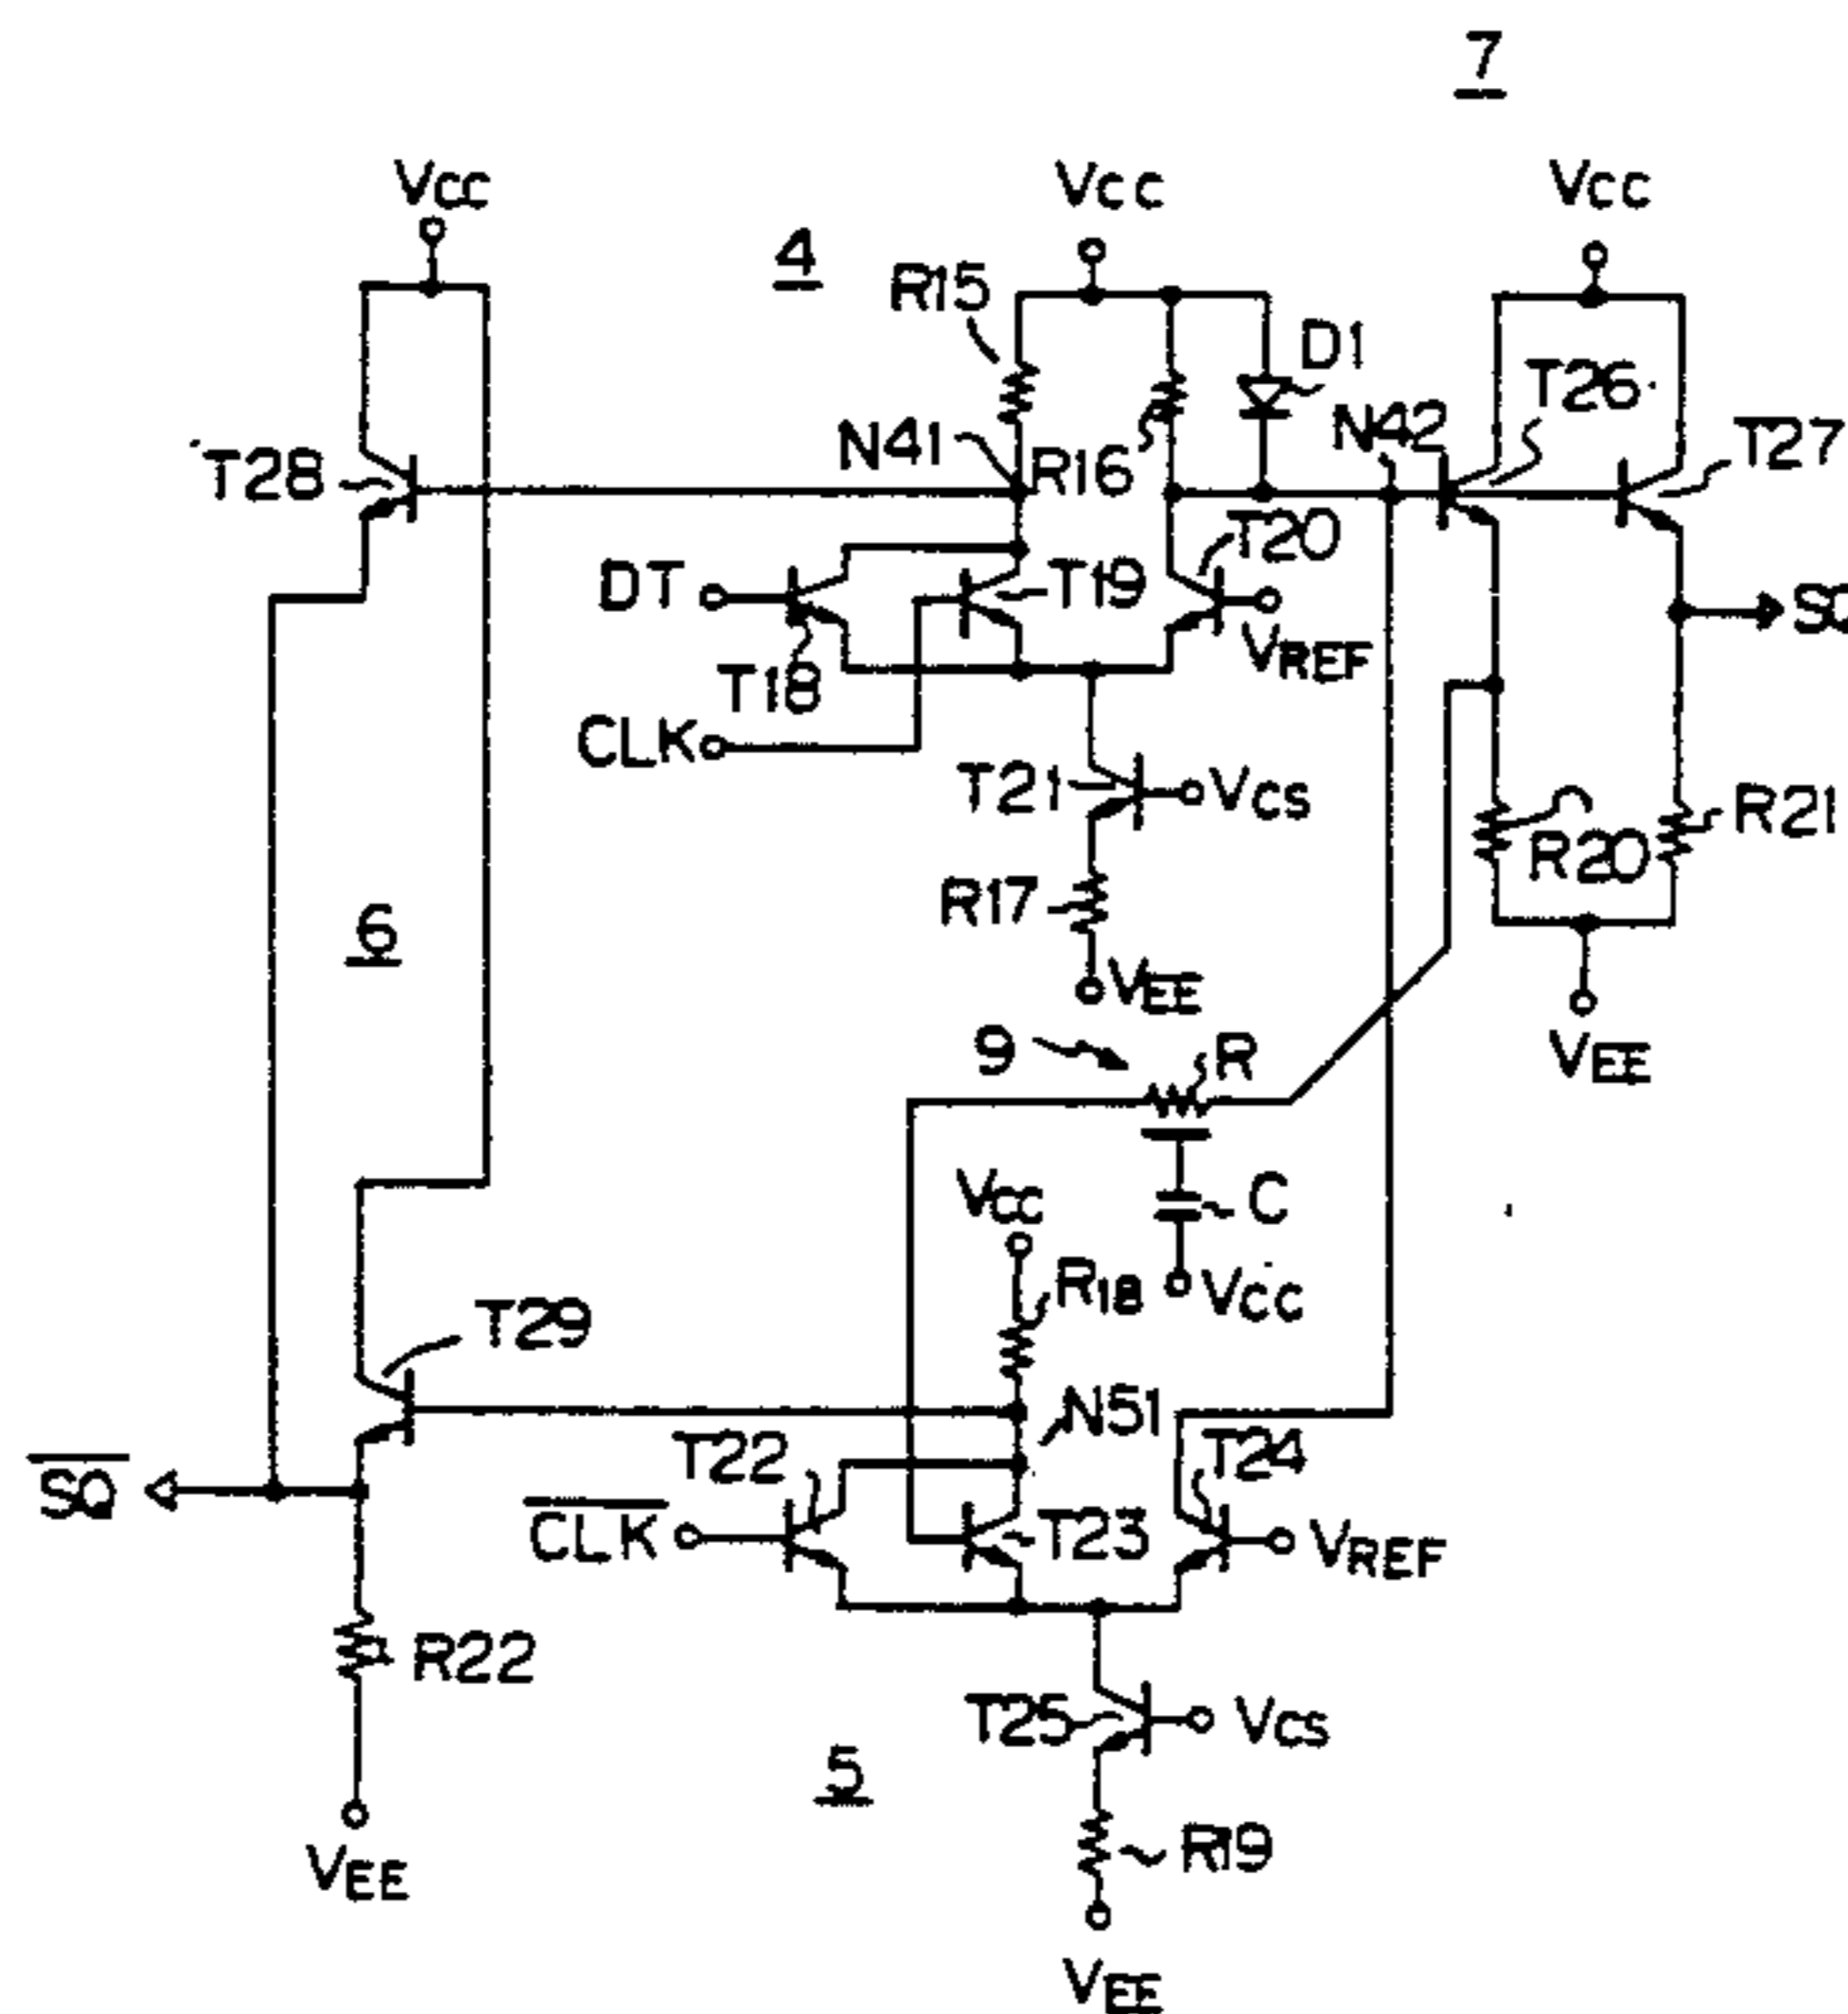 7
VCC
VCC
VCC
4
R15
D1
T26
N42
T27
N41
R16
T28
T20
DT
T19
SQ
VREF
T18
CLK
T21
VCS
R21
R20
R17
6
VEE
9
R
VEE
VCC
C
R18
VCC
T29
N51
T22
T24
SQ
CLK
T23
VREF
R22
T25
VCS
5
R19
VEE
VEE